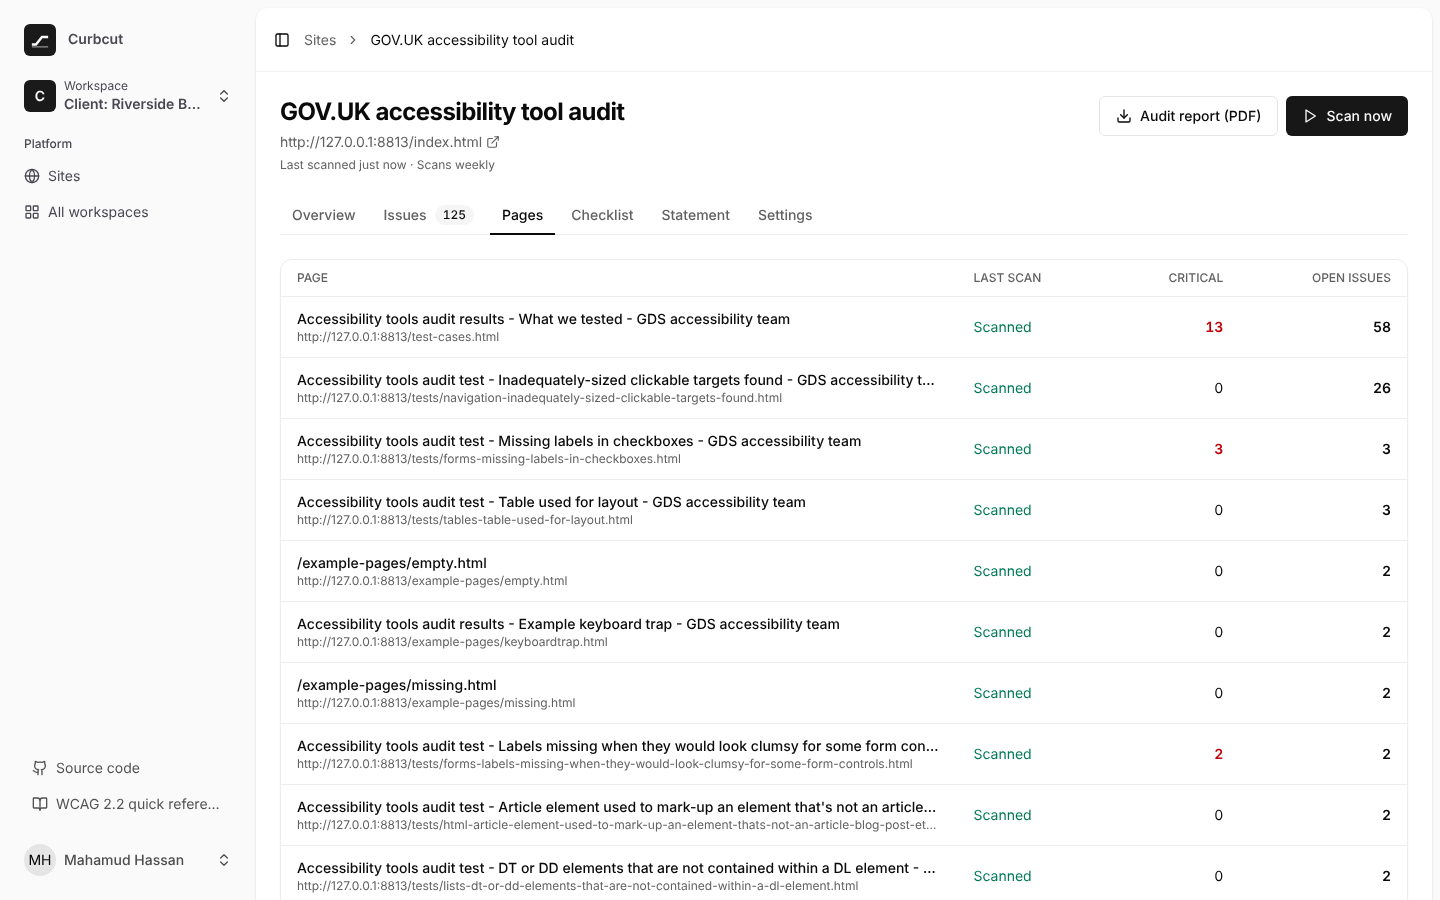 Curbcut
Workspace
C
Client: Riverside B...
Platform
Sites
All workspaces
Source code
WCAG 2.2 quick refere...
MH Mahamud Hassan
Sites > GOV.UK accessibility tool audit
GOV.UK accessibility tool audit
http://127.0.0.1:8813/index.html
Last scanned just now · Scans weekly
Audit report (PDF)
Scan now
Overview Issues 125 Pages Checklist Statement Settings
PAGE LAST SCAN CRITICAL OPEN ISSUES
Accessibility tools audit results - What we tested - GDS accessibility team
http://127.0.0.1:8813/test-cases.html
Scanned 13 58
Accessibility tools audit test - Inadequately-sized clickable targets found - GDS accessibility t...
http://127.0.0.1:8813/tests/navigation-inadequately-sized-clickable-targets-found.html
Scanned 0 26
Accessibility tools audit test - Missing labels in checkboxes - GDS accessibility team
http://127.0.0.1:8813/tests/forms-missing-labels-in-checkboxes.html
Scanned 3 3
Accessibility tools audit test - Table used for layout - GDS accessibility team
http://127.0.0.1:8813/tests/tables-table-used-for-layout.html
Scanned 0 3
/example-pages/empty.html
http://127.0.0.1:8813/example-pages/empty.html
Scanned 0 2
Accessibility tools audit results - Example keyboard trap - GDS accessibility team
http://127.0.0.1:8813/example-pages/keyboardtrap.html
Scanned 0 2
/example-pages/missing.html
http://127.0.0.1:8813/example-pages/missing.html
Scanned 0 2
Accessibility tools audit test - Labels missing when they would look clumsy for some form con...
http://127.0.0.1:8813/tests/forms-labels-missing-when-they-would-look-clumsy-for-some-form-controls.html
Scanned 2 2
Accessibility tools audit test - Article element used to mark-up an element that's not an article...
http://127.0.0.1:8813/tests/html-article-element-used-to-mark-up-an-element-thats-not-an-article-blog-post-et...
Scanned 0 2
Accessibility tools audit test - DT or DD elements that are not contained within a DL element - ...
http://127.0.0.1:8813/tests/lists-dt-or-dd-elements-that-are-not-contained-within-a-dl-element.html
Scanned 0 2